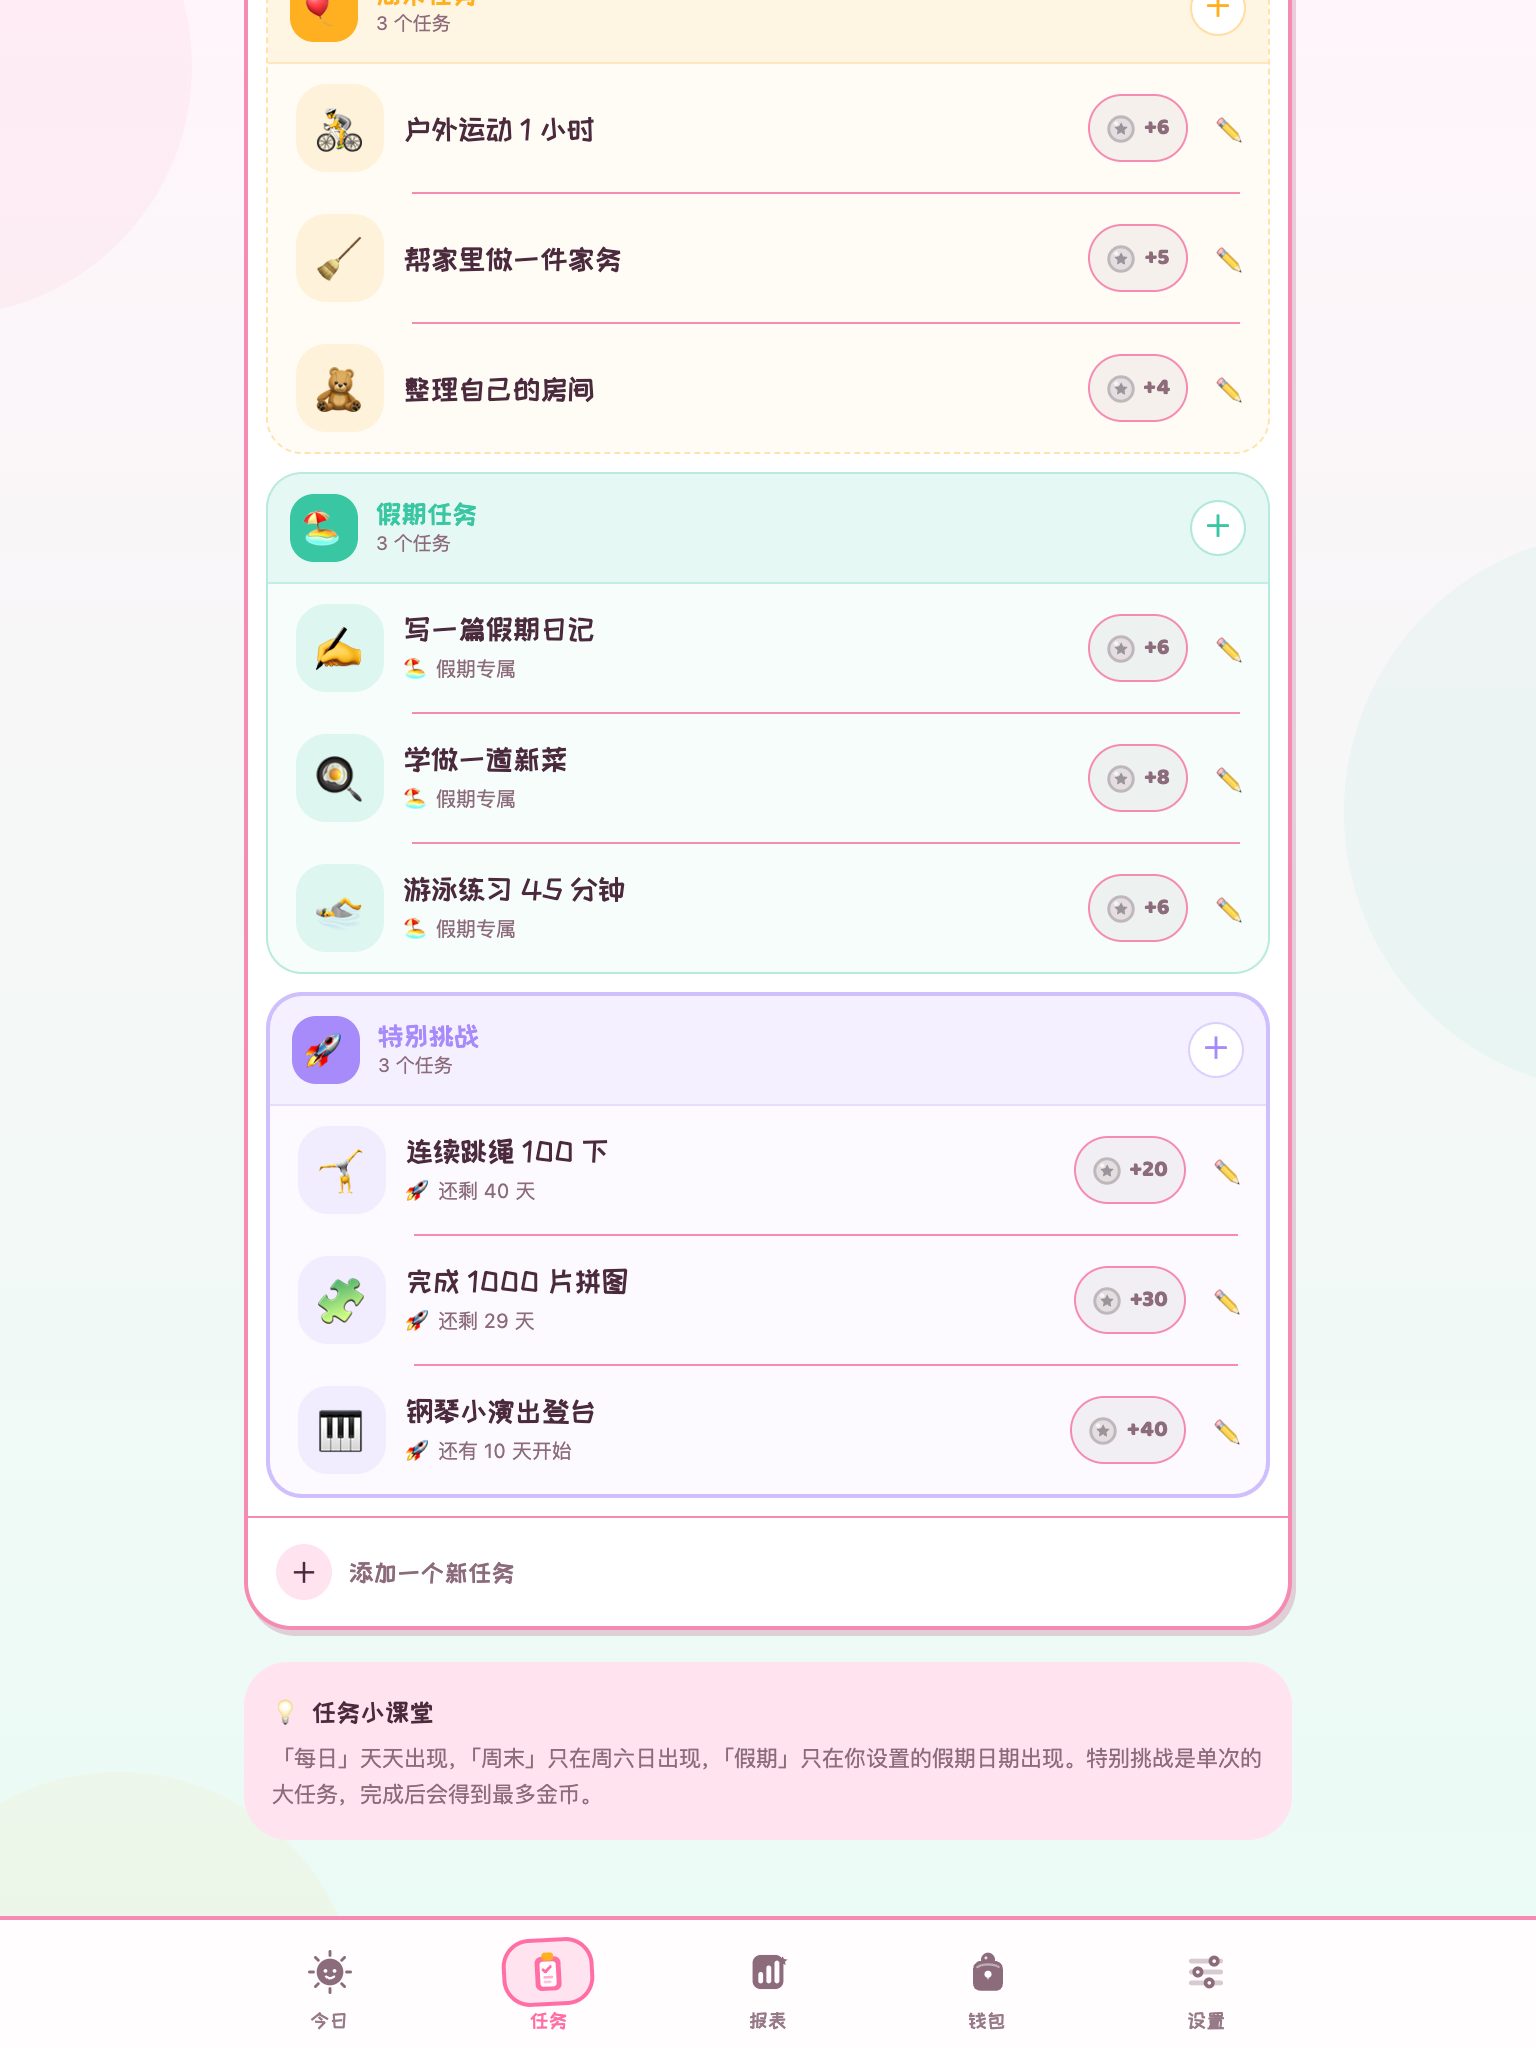 3 个任务
户外运动 1 小时
+6
帮家里做一件家务
+5
整理自己的房间
+4
假期任务
3 个任务
写一篇假期日记
假期专属
+6
学做一道新菜
假期专属
+8
游泳练习 45 分钟
假期专属
+6
特别挑战
3 个任务
连续跳绳 100 下
还剩 40 天
+20
完成 1000 片拼图
还剩 29 天
+30
钢琴小演出登台
还有 10 天开始
+40
添加一个新任务
任务小课堂
「每日」天天出现，「周末」只在周六日出现，「假期」只在你设置的假期日期出现。特别挑战是单次的
大任务，完成后会得到最多金币。
今日
任务
报表
钱包
设置